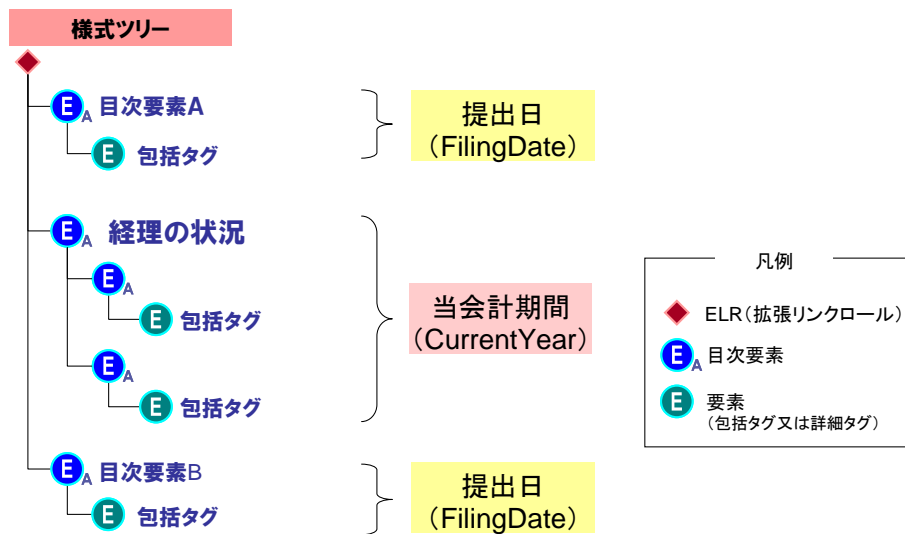 様式ツリー
E A 目次要素A
E 包括タグ
提出日
(FilingDate)
E A 経理の状況
E A
E 包括タグ
E A
E 包括タグ
当会計期間
(CurrentYear)
E A 目次要素B
E 包括タグ
提出日
(FilingDate)
凡例
ELR(拡張リンクロール)
E A 目次要素
E 要素
(包括タグ又は詳細タグ)